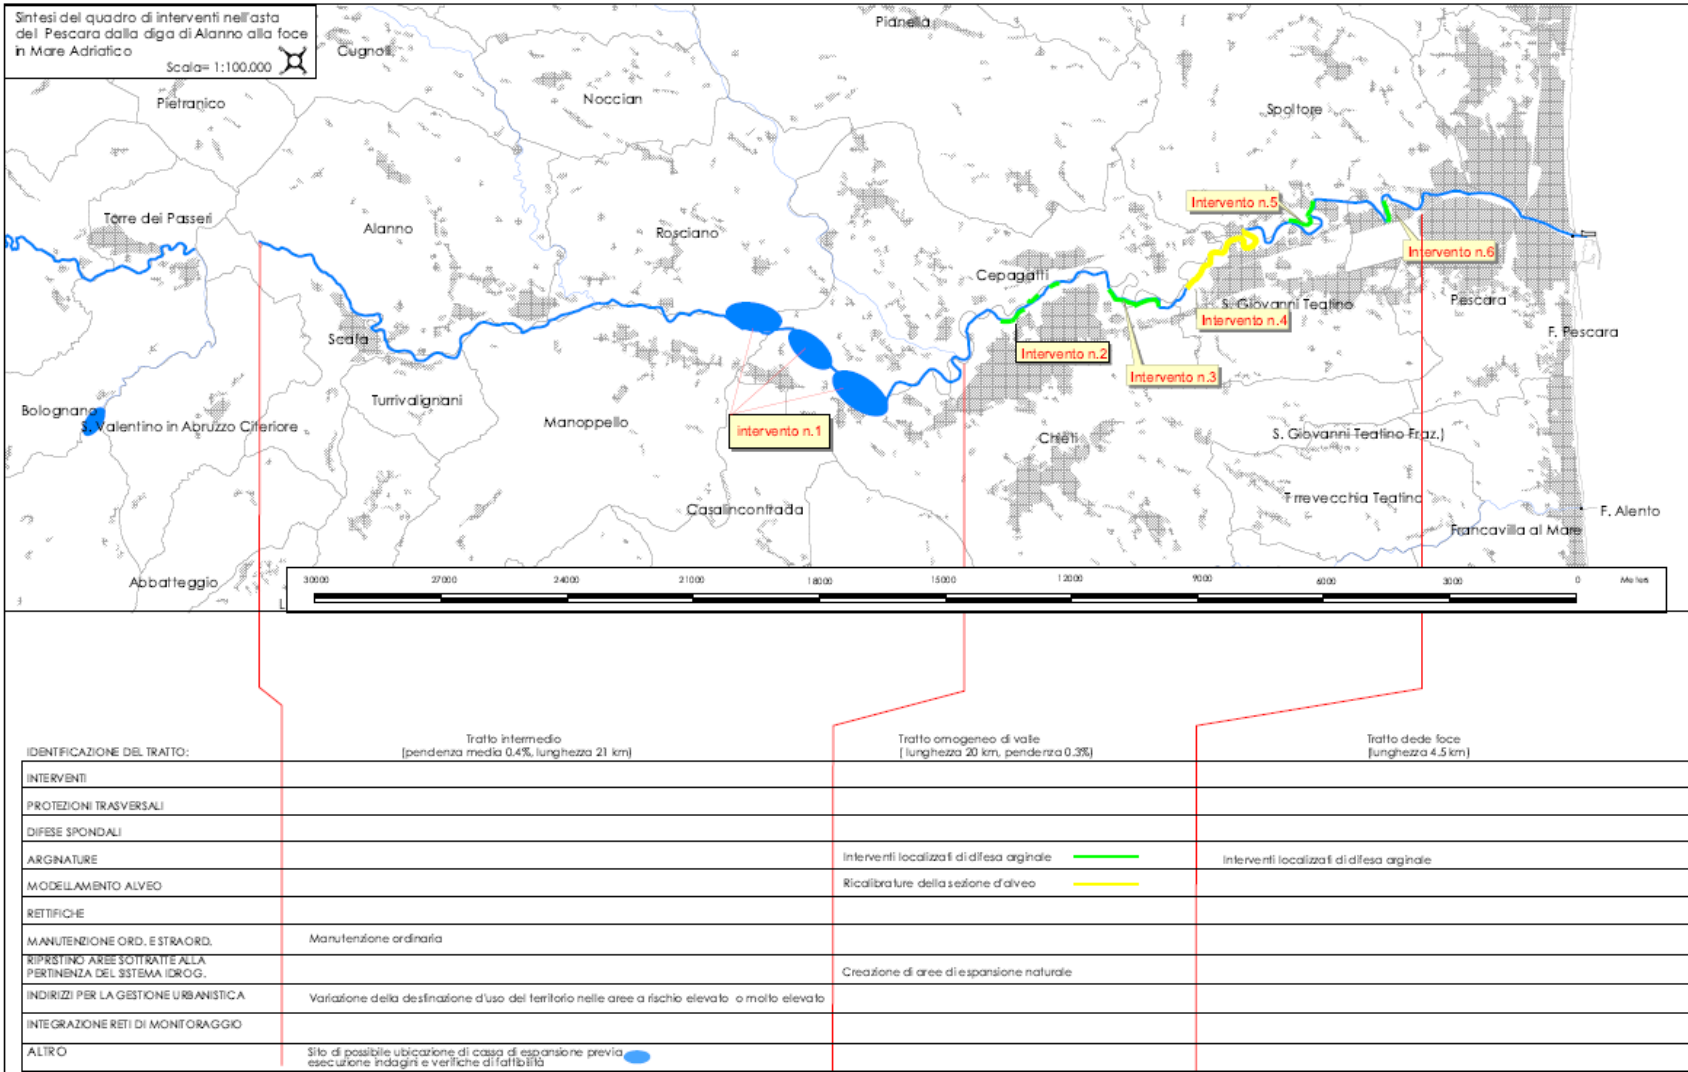 Sintesi del quadro di interventi nell'asta
del Pescara dalla diga di Alanno alla foce
in Mare Adriatico
Scala= 1:100.000
Pianella
Cugnoli
Pietranico
Noccian
Spoltore
Torre dei Passeri
Alanno
Rosciano
Intervento n.5
Intervento n.6
Cepagatti
S. Giovanni Teatino
Pescara
Intervento n.4
F. Pescara
Scafa
Intervento n.2
Intervento n.3
Turrivalignani
Bolognano
S. Valentino in Abruzzo Citeriore
Manoppello
intervento n.1
Chieti
S. Giovanni Teatino Fraz.)
T rrevecchia Teatina
Casalincontrada
F. Alento
Francavilla al Mare
Abbatteggio
L
30000 27000 24000 21000 18000 15000 12000 9000 6000 3000 0 Meters
IDENTIFICAZIONE DEL TRATTO:
Tratto intermedio
(pendenza media 0.4%, lunghezza 21 km)
Tratto omogeneo di valle
( lunghezza 20 km, pendenza 0.3%)
Tratto dede foce
(lunghezza 4.5 km)
INTERVENTI
PROTEZIONI TRASVERSALI
DIFESE SPONDALI
ARGINATURE
Interventi localizzati di difesa arginale
Interventi localizzati di difesa arginale
MODELLAMENTO ALVEO
Ricalibrature della sezione d'alveo
RETTIFICHE
MANUTENZIONE ORD. E STRAORD.
Manutenzione ordinaria
RIPRISTINO AREE SOTTRATTE ALLA
PERTINENZA DEL SISTEMA IDROG.
Creazione di aree di espansione naturale
INDIRIZZI PER LA GESTIONE URBANISTICA
Variazione della destinazione d'uso del territorio nelle aree a rischio elevato o molto elevato
INTEGRAZIONE RETI DI MONITORAGGIO
ALTRO
Sito di possibile ubicazione di cassa di espansione previa
esecuzione indagini e verifiche di fattibilità